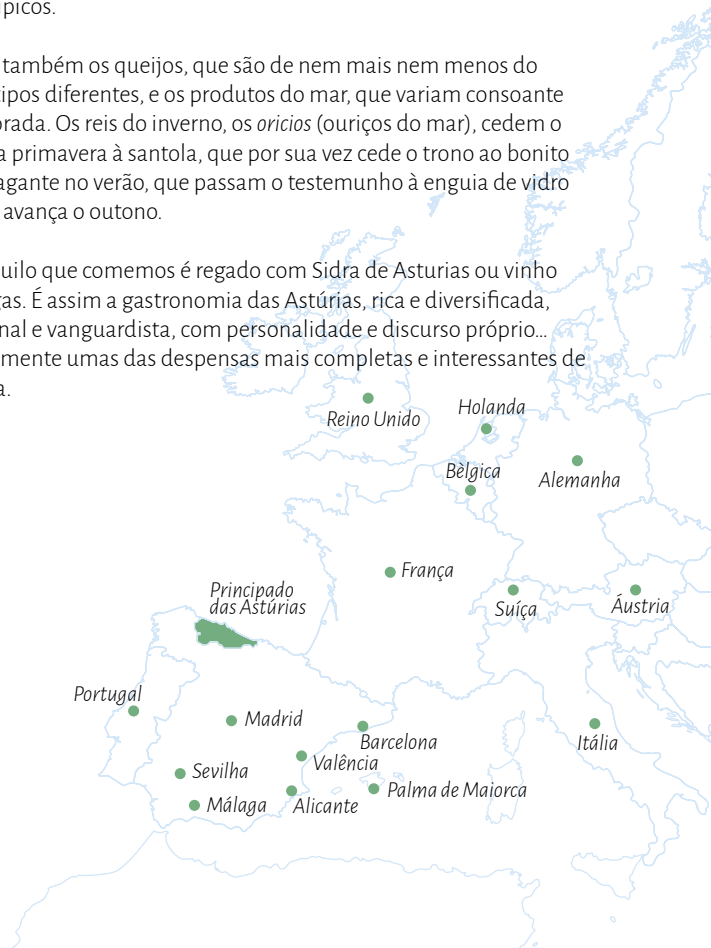 ípicos.
também os queijos, que são de nem mais nem menos do
tipos diferentes, e os produtos do mar, que variam consoante
orada. Os reis do inverno, os oricios (ouriços do mar), cedem o
a primavera à santola, que por sua vez cede o trono ao bonito
agante no verão, que passam o testemunho à enguia de vidro
avança o outono.
uilo que comemos é regado com Sidra de Asturias ou vinho
gas. É assim a gastronomia das Astúrias, rica e diversificada,
nal e vanguardista, com personalidade e discurso próprio...
mente umas das despensas mais completas e interessantes de
a.
Holanda
Reino Unido
Bèlgica
Alemanha
França
Principado
das Astúrias
Suíça
Áustria
Portugal
Madrid
Barcelona
Itália
Valência
Sevilha
Palma de Maiorca
Málaga
Alicante